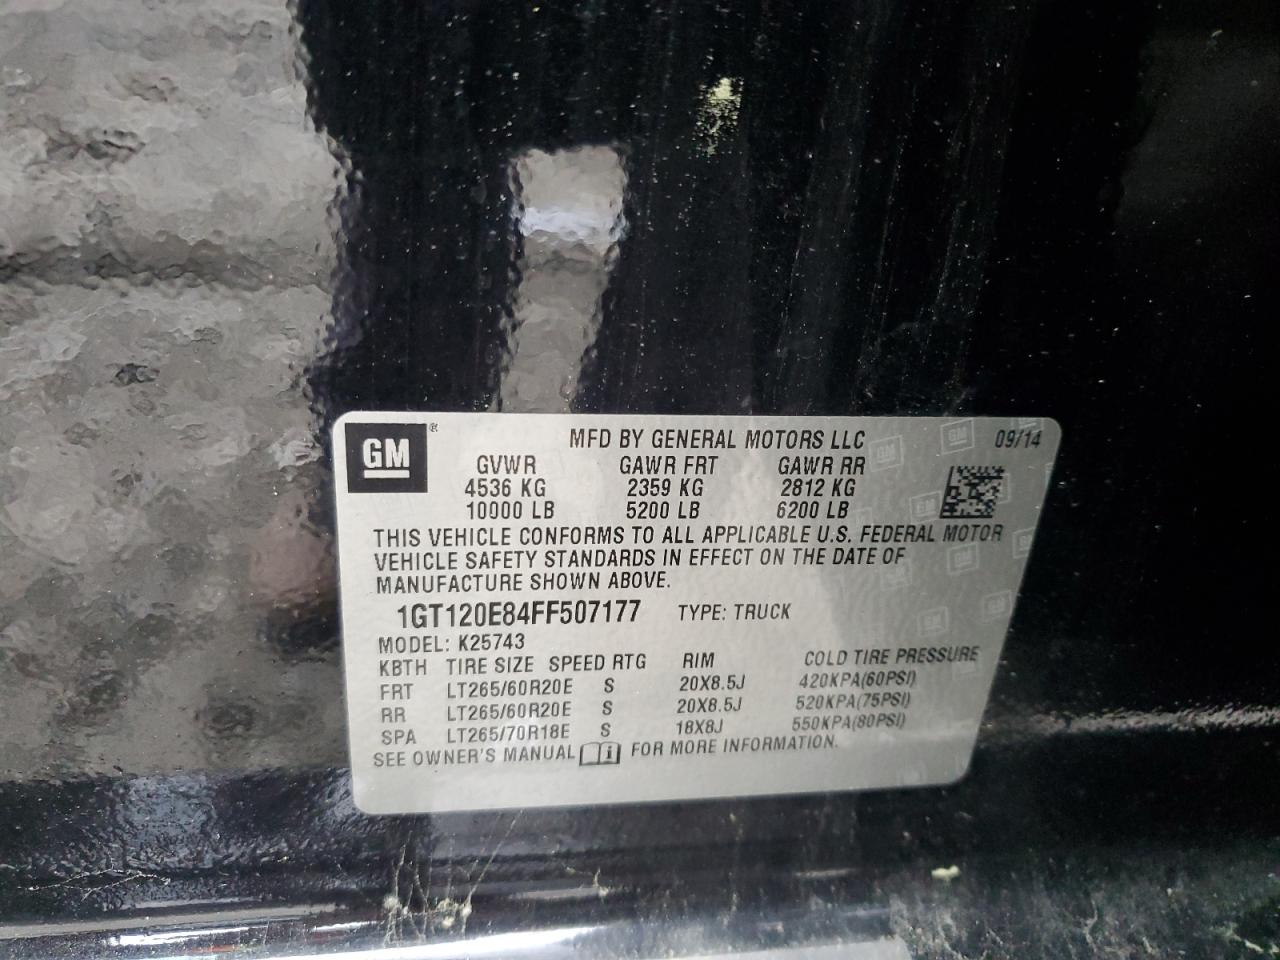 GM®
MFD BY GENERAL MOTORS LLC 09/14
GVWR GAWR FRT GAWR RR
4536 KG 2359 KG 2812 KG
10000 LB 5200 LB 6200 LB
THIS VEHICLE CONFORMS TO ALL APPLICABLE U.S. FEDERAL MOTOR
VEHICLE SAFETY STANDARDS IN EFFECT ON THE DATE OF
MANUFACTURE SHOWN ABOVE.
1GT120E84FF507177 TYPE: TRUCK
MODEL: K25743
KBTH TIRE SIZE SPEED RTG RIM COLD TIRE PRESSURE
FRT LT265/60R20E S 20X8.5J 420KPA(60PSI)
RR LT265/60R20E S 20X8.5J 520KPA(75PSI)
SPA LT265/70R18E S 18X8J 550KPA(80PSI)
SEE OWNER'S MANUAL FOR MORE INFORMATION.